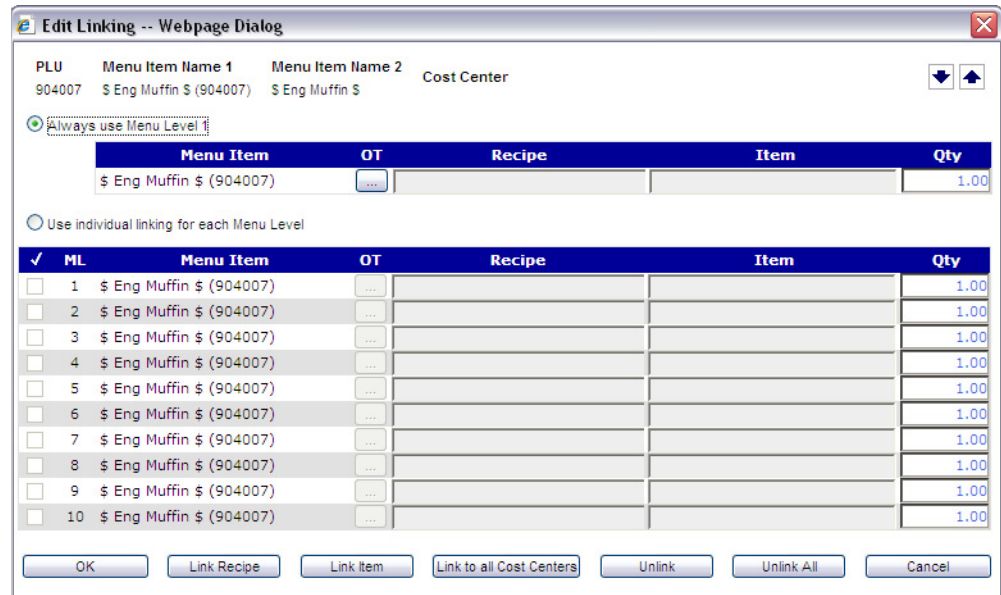 Edit Linking -- Webpage Dialog
PLU Menu Item Name 1 Menu Item Name 2 Cost Center
904007 $ Eng Muffin $ (904007) $ Eng Muffin $
Always use Menu Level 1
Menu Item OT Recipe Item Qty
$ Eng Muffin $ (904007) ... 1.00
Use individual linking for each Menu Level
✓ ML Menu Item OT Recipe Item Qty
1 $ Eng Muffin $ (904007) ... 1.00
2 $ Eng Muffin $ (904007) ... 1.00
3 $ Eng Muffin $ (904007) ... 1.00
4 $ Eng Muffin $ (904007) ... 1.00
5 $ Eng Muffin $ (904007) ... 1.00
6 $ Eng Muffin $ (904007) ... 1.00
7 $ Eng Muffin $ (904007) ... 1.00
8 $ Eng Muffin $ (904007) ... 1.00
9 $ Eng Muffin $ (904007) ... 1.00
10 $ Eng Muffin $ (904007) ... 1.00
OK Link Recipe Link Item Link to all Cost Centers Unlink Unlink All Cancel